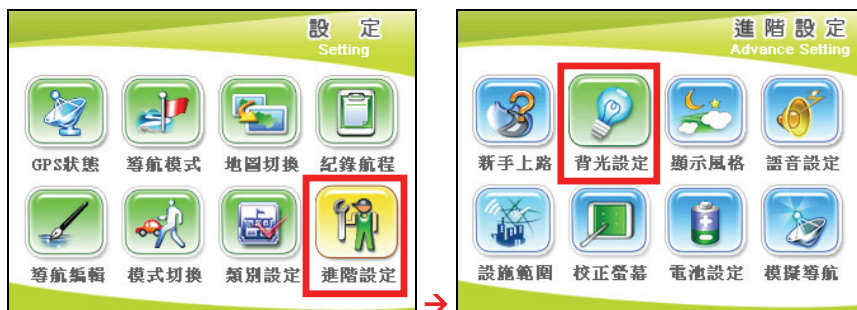 設 定
Setting
GPS狀態 導航模式 地圖切換 紀錄航程
導航編輯 模式切換 類別設定 進階設定
進階設定
Advance Setting
新手上路 背光設定 顯示風格 語音設定
設施範圍 校正螢幕 電池設定 模擬導航